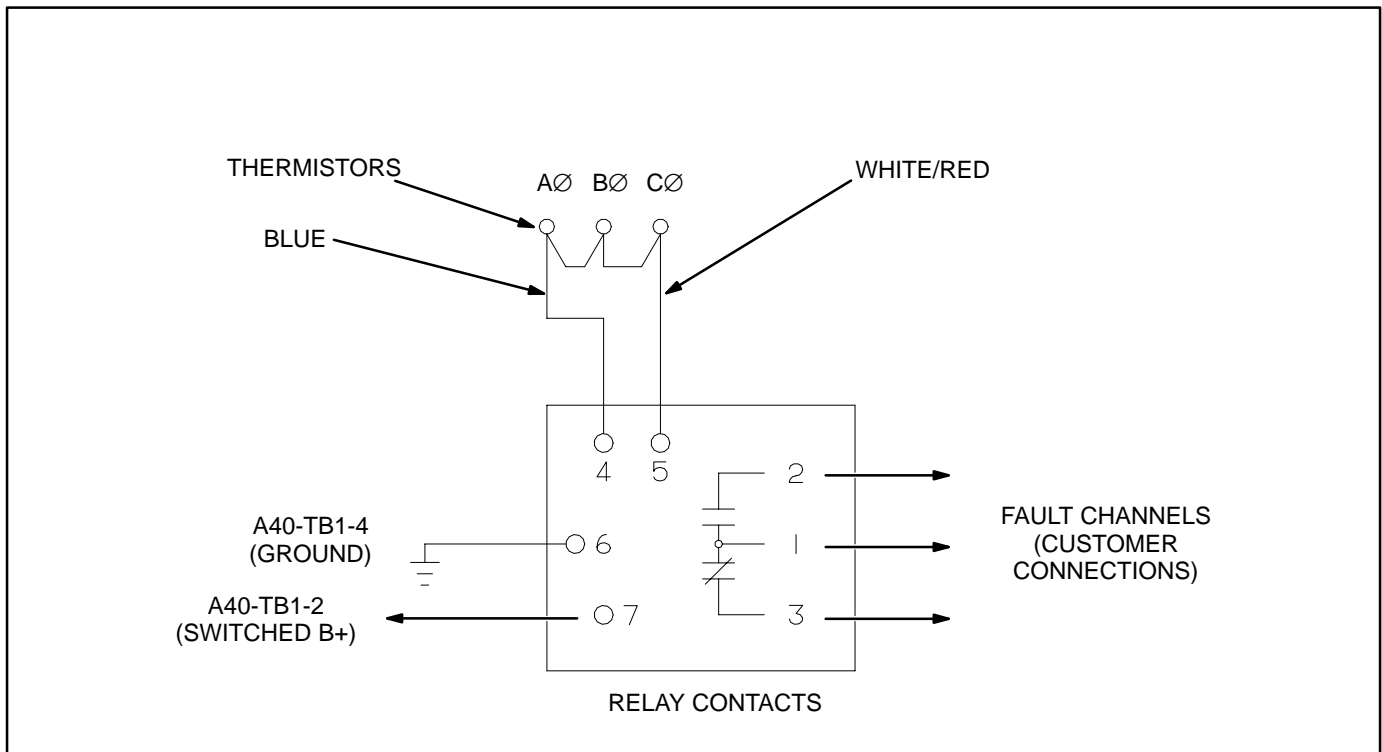 THERMISTORS
AØ BØ CØ
WHITE/RED
BLUE
4 5
2
A40-TB1-4
(GROUND)
6
1
FAULT CHANNELS
(CUSTOMER
CONNECTIONS)
A40-TB1-2
(SWITCHED B+)
7
3
RELAY CONTACTS